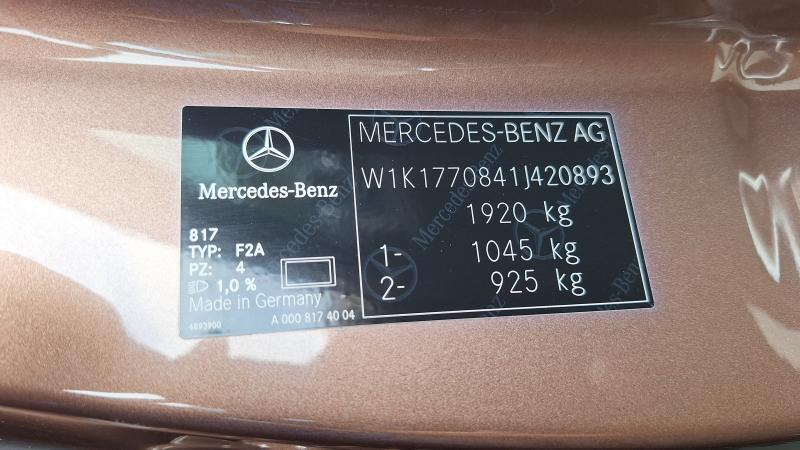 Mercedes-Benz
817
TYP: F2A
PZ: 4
1,0 %
Made in Germany
4893900
A 000 817 40 04
MERCEDES-BENZ AG
W1K1770841J420893
1920 kg
1- 1045 kg
2- 925 kg